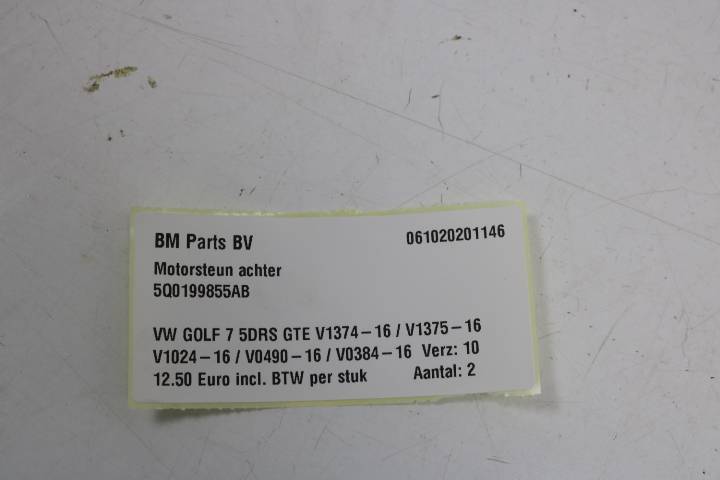 BM Parts BV 061020201146
Motorsteun achter
5Q0199855AB
VW GOLF 7 5DRS GTE V1374-16 / V1375-16
V1024-16 / V0490-16 / V0384-16 Verz: 10
12.50 Euro incl. BTW per stuk Aantal: 2